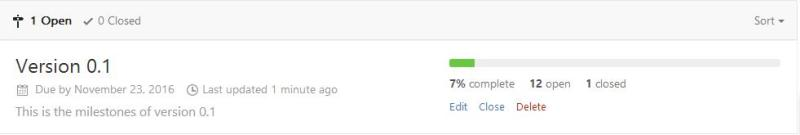 1 Open 0 Closed Sort
Version 0.1
Due by November 23, 2016 Last updated 1 minute ago
This is the milestones of version 0.1
7% complete 12 open 1 closed
Edit Close Delete